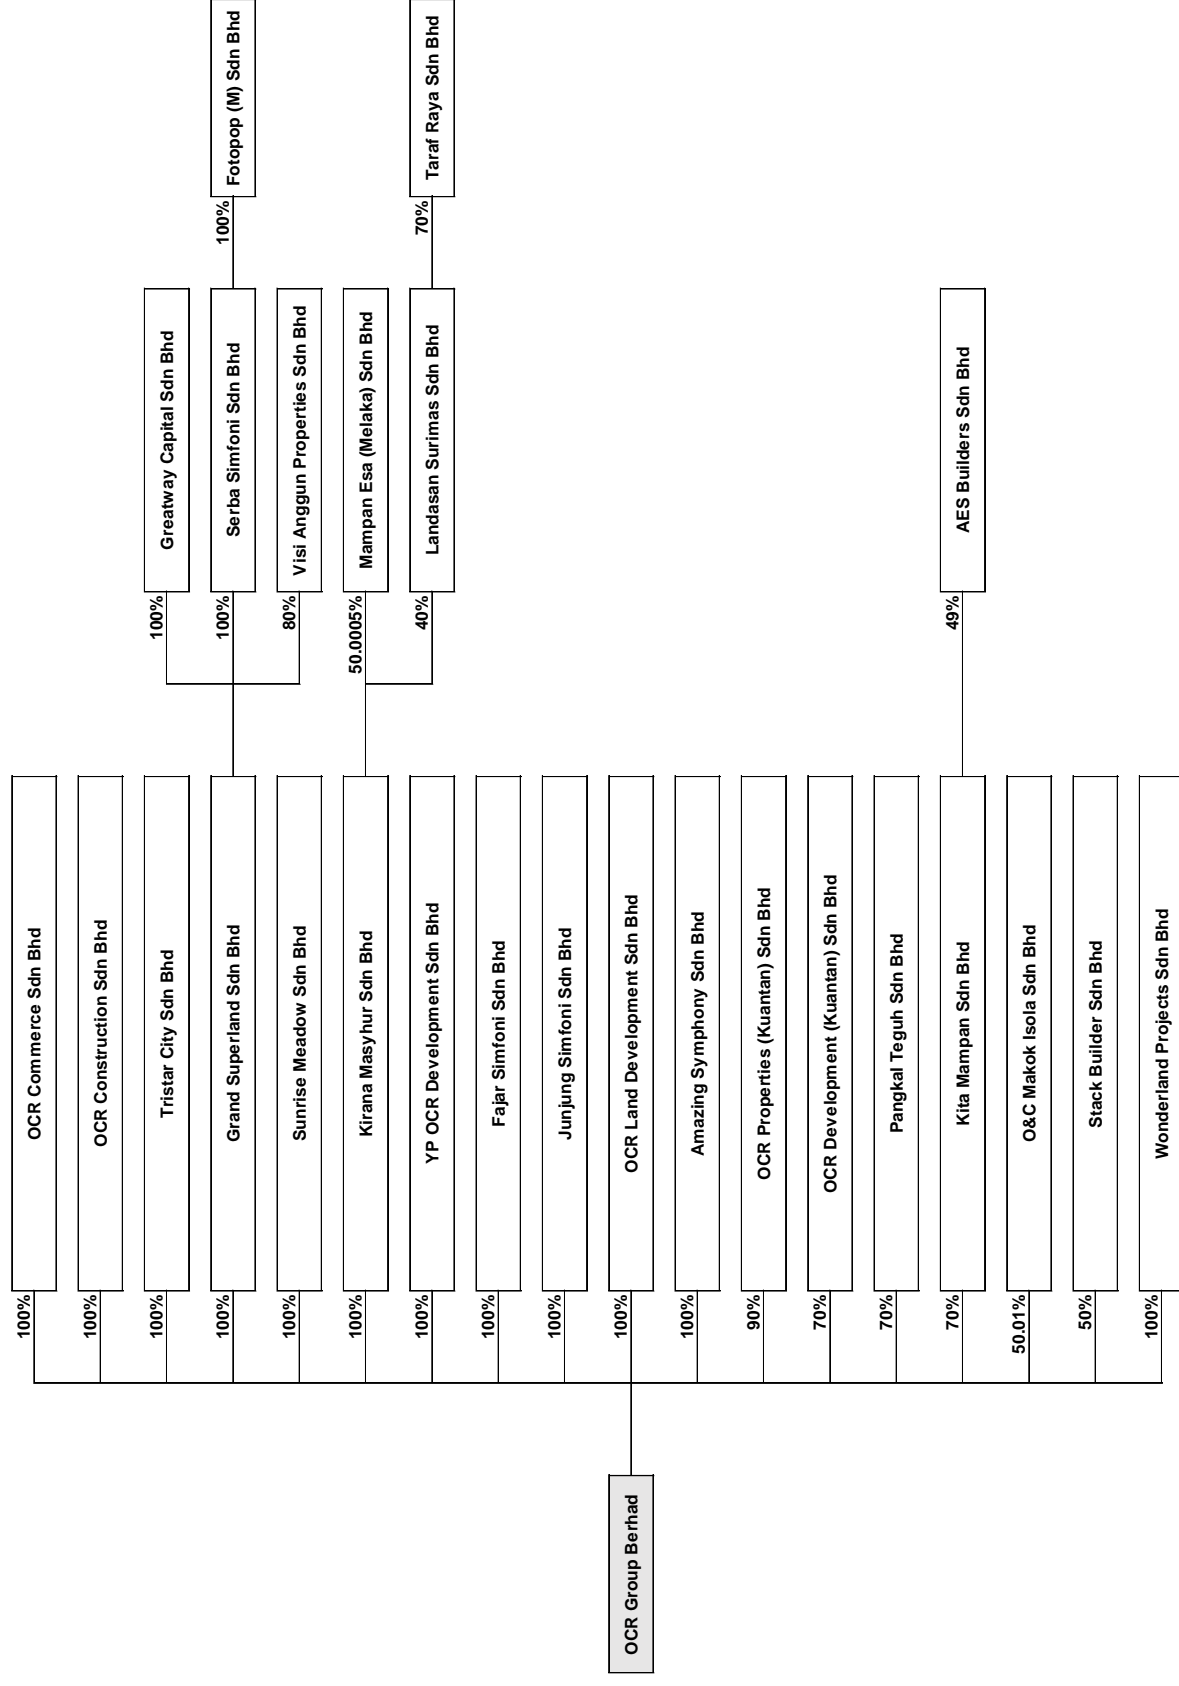 OCR Group Berhad
100%
OCR Commerce Sdn Bhd
100%
OCR Construction Sdn Bhd
100%
Tristar City Sdn Bhd
100%
Grand Superland Sdn Bhd
100%
Greatway Capital Sdn Bhd
100%
Serba Simfoni Sdn Bhd
100%
Fotopop (M) Sdn Bhd
80%
Visi Anggun Properties Sdn Bhd
100%
Sunrise Meadow Sdn Bhd
100%
Kirana Masyhur Sdn Bhd
50.0005%
Mampan Esa (Melaka) Sdn Bhd
40%
Landasan Surimas Sdn Bhd
70%
Taraf Raya Sdn Bhd
100%
YP OCR Development Sdn Bhd
100%
Fajar Simfoni Sdn Bhd
100%
Junjung Simfoni Sdn Bhd
100%
OCR Land Development Sdn Bhd
100%
Amazing Symphony Sdn Bhd
90%
OCR Properties (Kuantan) Sdn Bhd
70%
OCR Development (Kuantan) Sdn Bhd
70%
Pangkal Teguh Sdn Bhd
70%
Kita Mampan Sdn Bhd
49%
AES Builders Sdn Bhd
50.01%
O&C Makok Isola Sdn Bhd
50%
Stack Builder Sdn Bhd
100%
Wonderland Projects Sdn Bhd